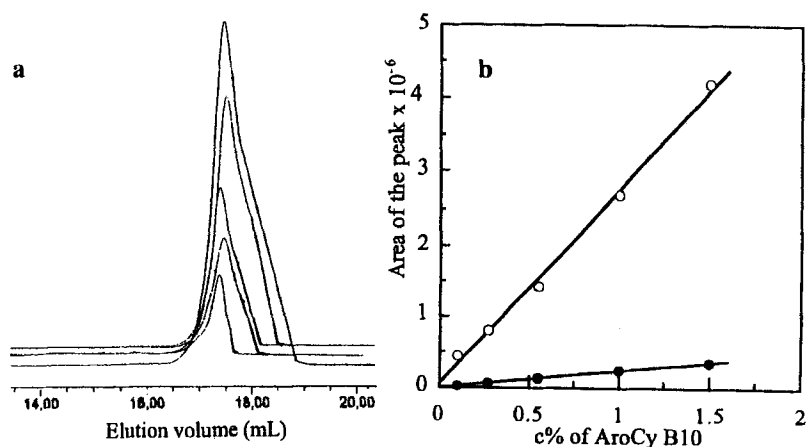 a
14,00 16,00 18,00 20,00
Elution volume (mL)
b
Area of the peak x 10⁻⁶
5
4
3
2
1
0
0 0.5 1 1.5 2
c% of AroCy B10